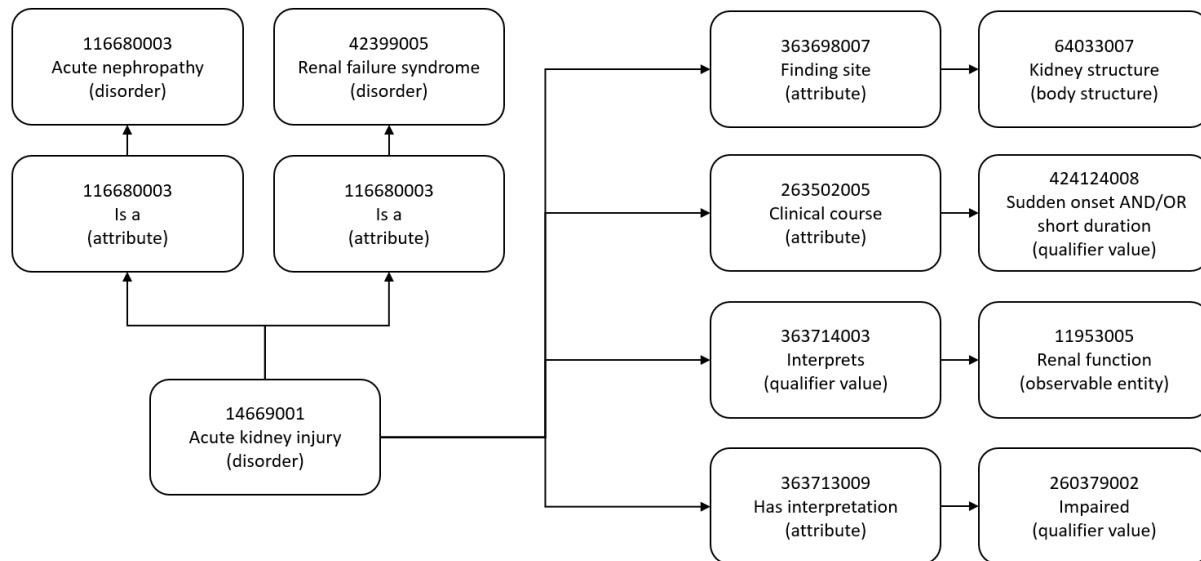 116680003
Acute nephropathy
(disorder)
42399005
Renal failure syndrome
(disorder)
363698007
Finding site
(attribute)
64033007
Kidney structure
(body structure)
116680003
Is a
(attribute)
116680003
Is a
(attribute)
263502005
Clinical course
(attribute)
424124008
Sudden onset AND/OR
short duration
(qualifier value)
363714003
Interprets
(qualifier value)
11953005
Renal function
(observable entity)
14669001
Acute kidney injury
(disorder)
363713009
Has interpretation
(attribute)
260379002
Impaired
(qualifier value)